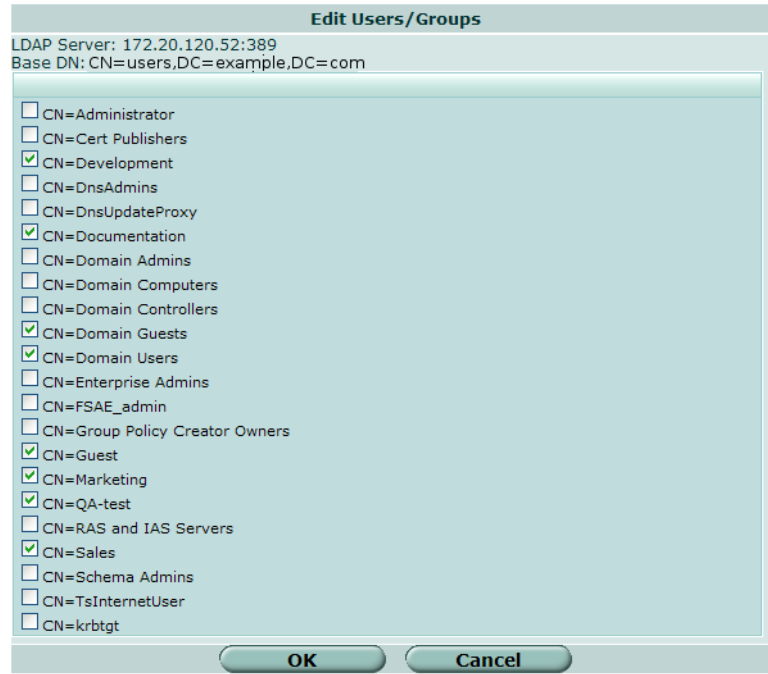 Edit Users/Groups
LDAP Server: 172.20.120.52:389
Base DN: CN=users,DC=example,DC=com
CN=Administrator
CN=Cert Publishers
CN=Development
CN=DnsAdmins
CN=DnsUpdateProxy
CN=Documentation
CN=Domain Admins
CN=Domain Computers
CN=Domain Controllers
CN=Domain Guests
CN=Domain Users
CN=Enterprise Admins
CN=FSAE_admin
CN=Group Policy Creator Owners
CN=Guest
CN=Marketing
CN=QA-test
CN=RAS and IAS Servers
CN=Sales
CN=Schema Admins
CN=TsInternetUser
CN=krbtgt
OK Cancel